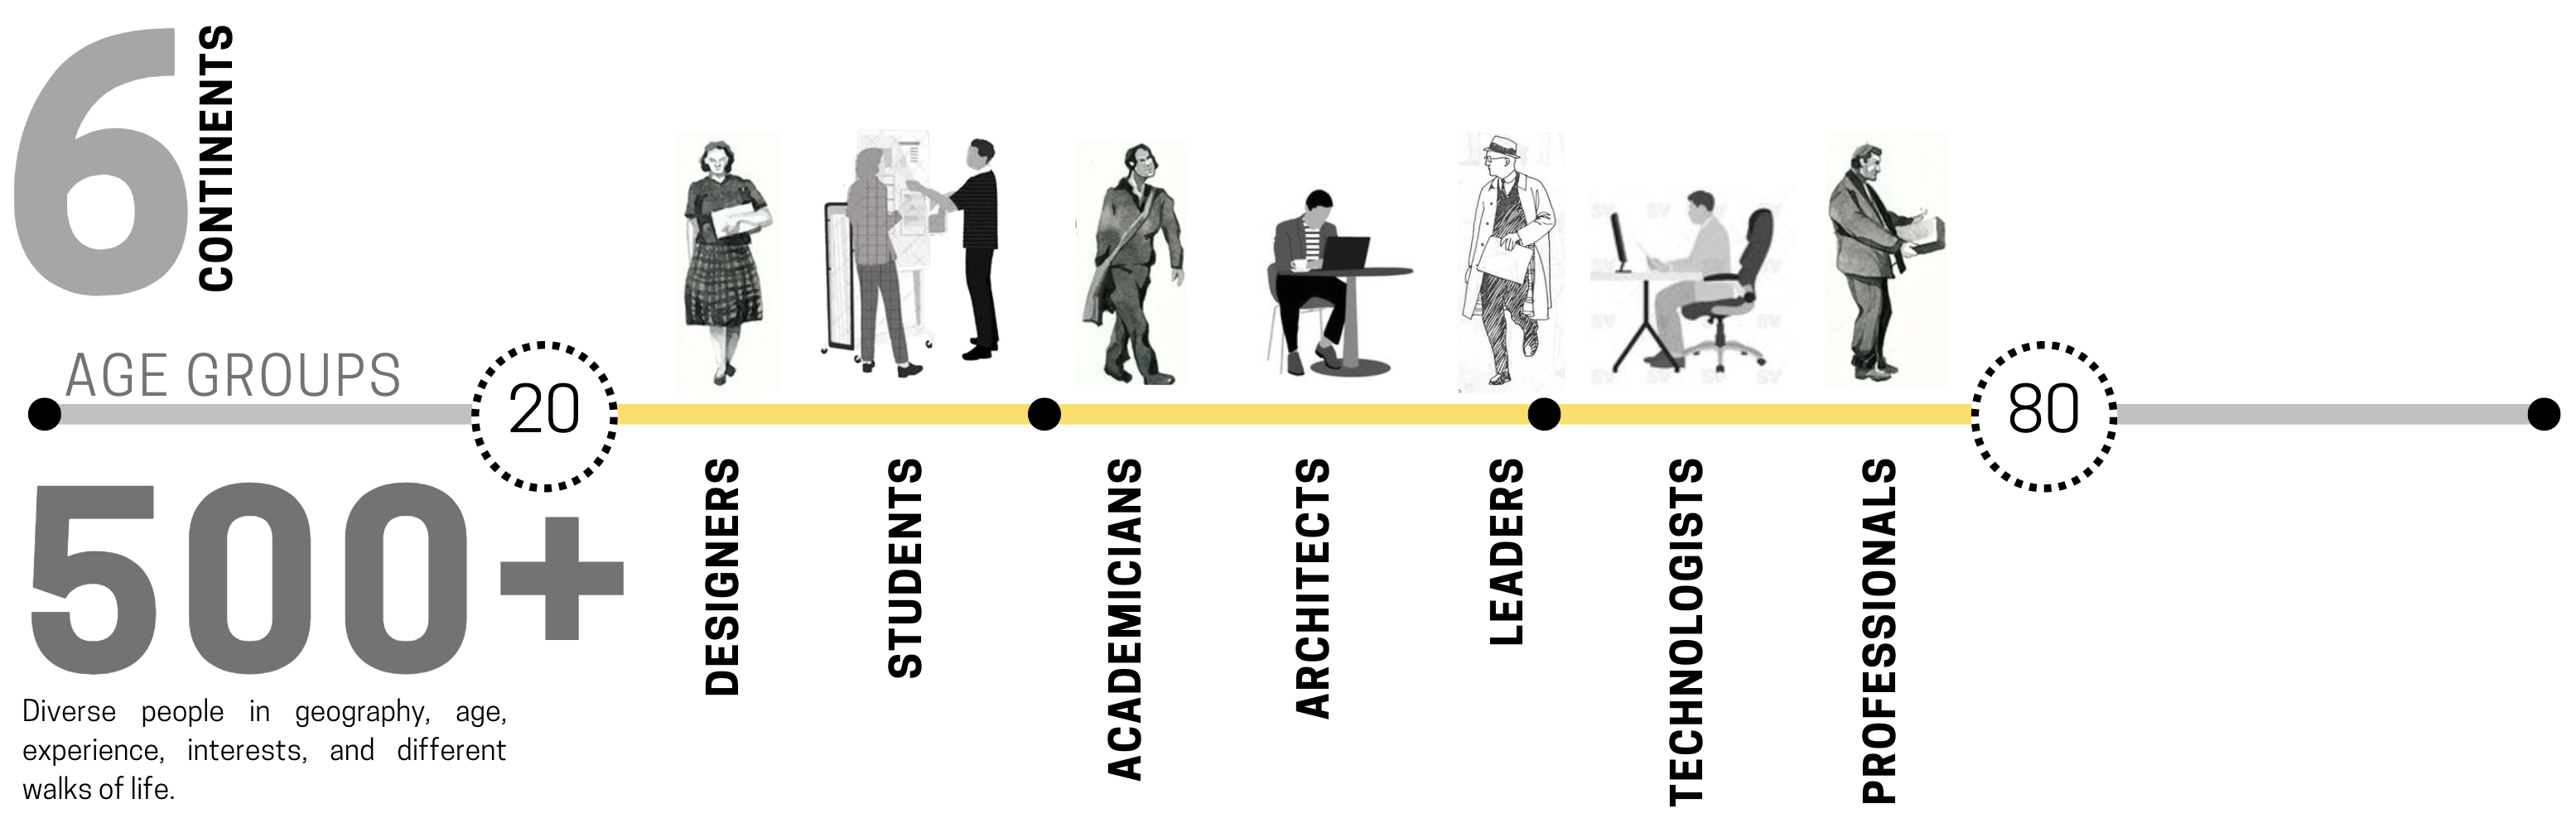 6
CONTINENTS
AGE GROUPS
20
80
500+
Diverse people in geography, age,
experience, interests, and different
walks of life.
DESIGNERS
STUDENTS
ACADEMICIANS
ARCHITECTS
LEADERS
TECHNOLOGISTS
PROFESSIONALS